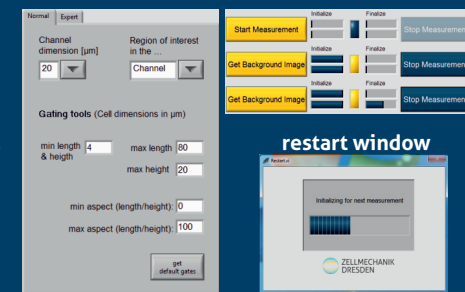 Normal Expert
Channel dimension [µm]
Region of interest in the ...
20
Channel
Gating tools (Cell dimensions in µm)
min length & heigth 4
max length 80
max height 20
min aspect (length/height): 0
max aspect (length/height): 100
get default gates
Initialize Finalize
Start Measurement Stop Measurement
Initialize Finalize
Get Background Image Stop Measurement
Initialize Finalize
Get Background Image Stop Measurement
restart window
Restart.vi
Initializing for next measurement
ZELLMECHANIK
DRESDEN